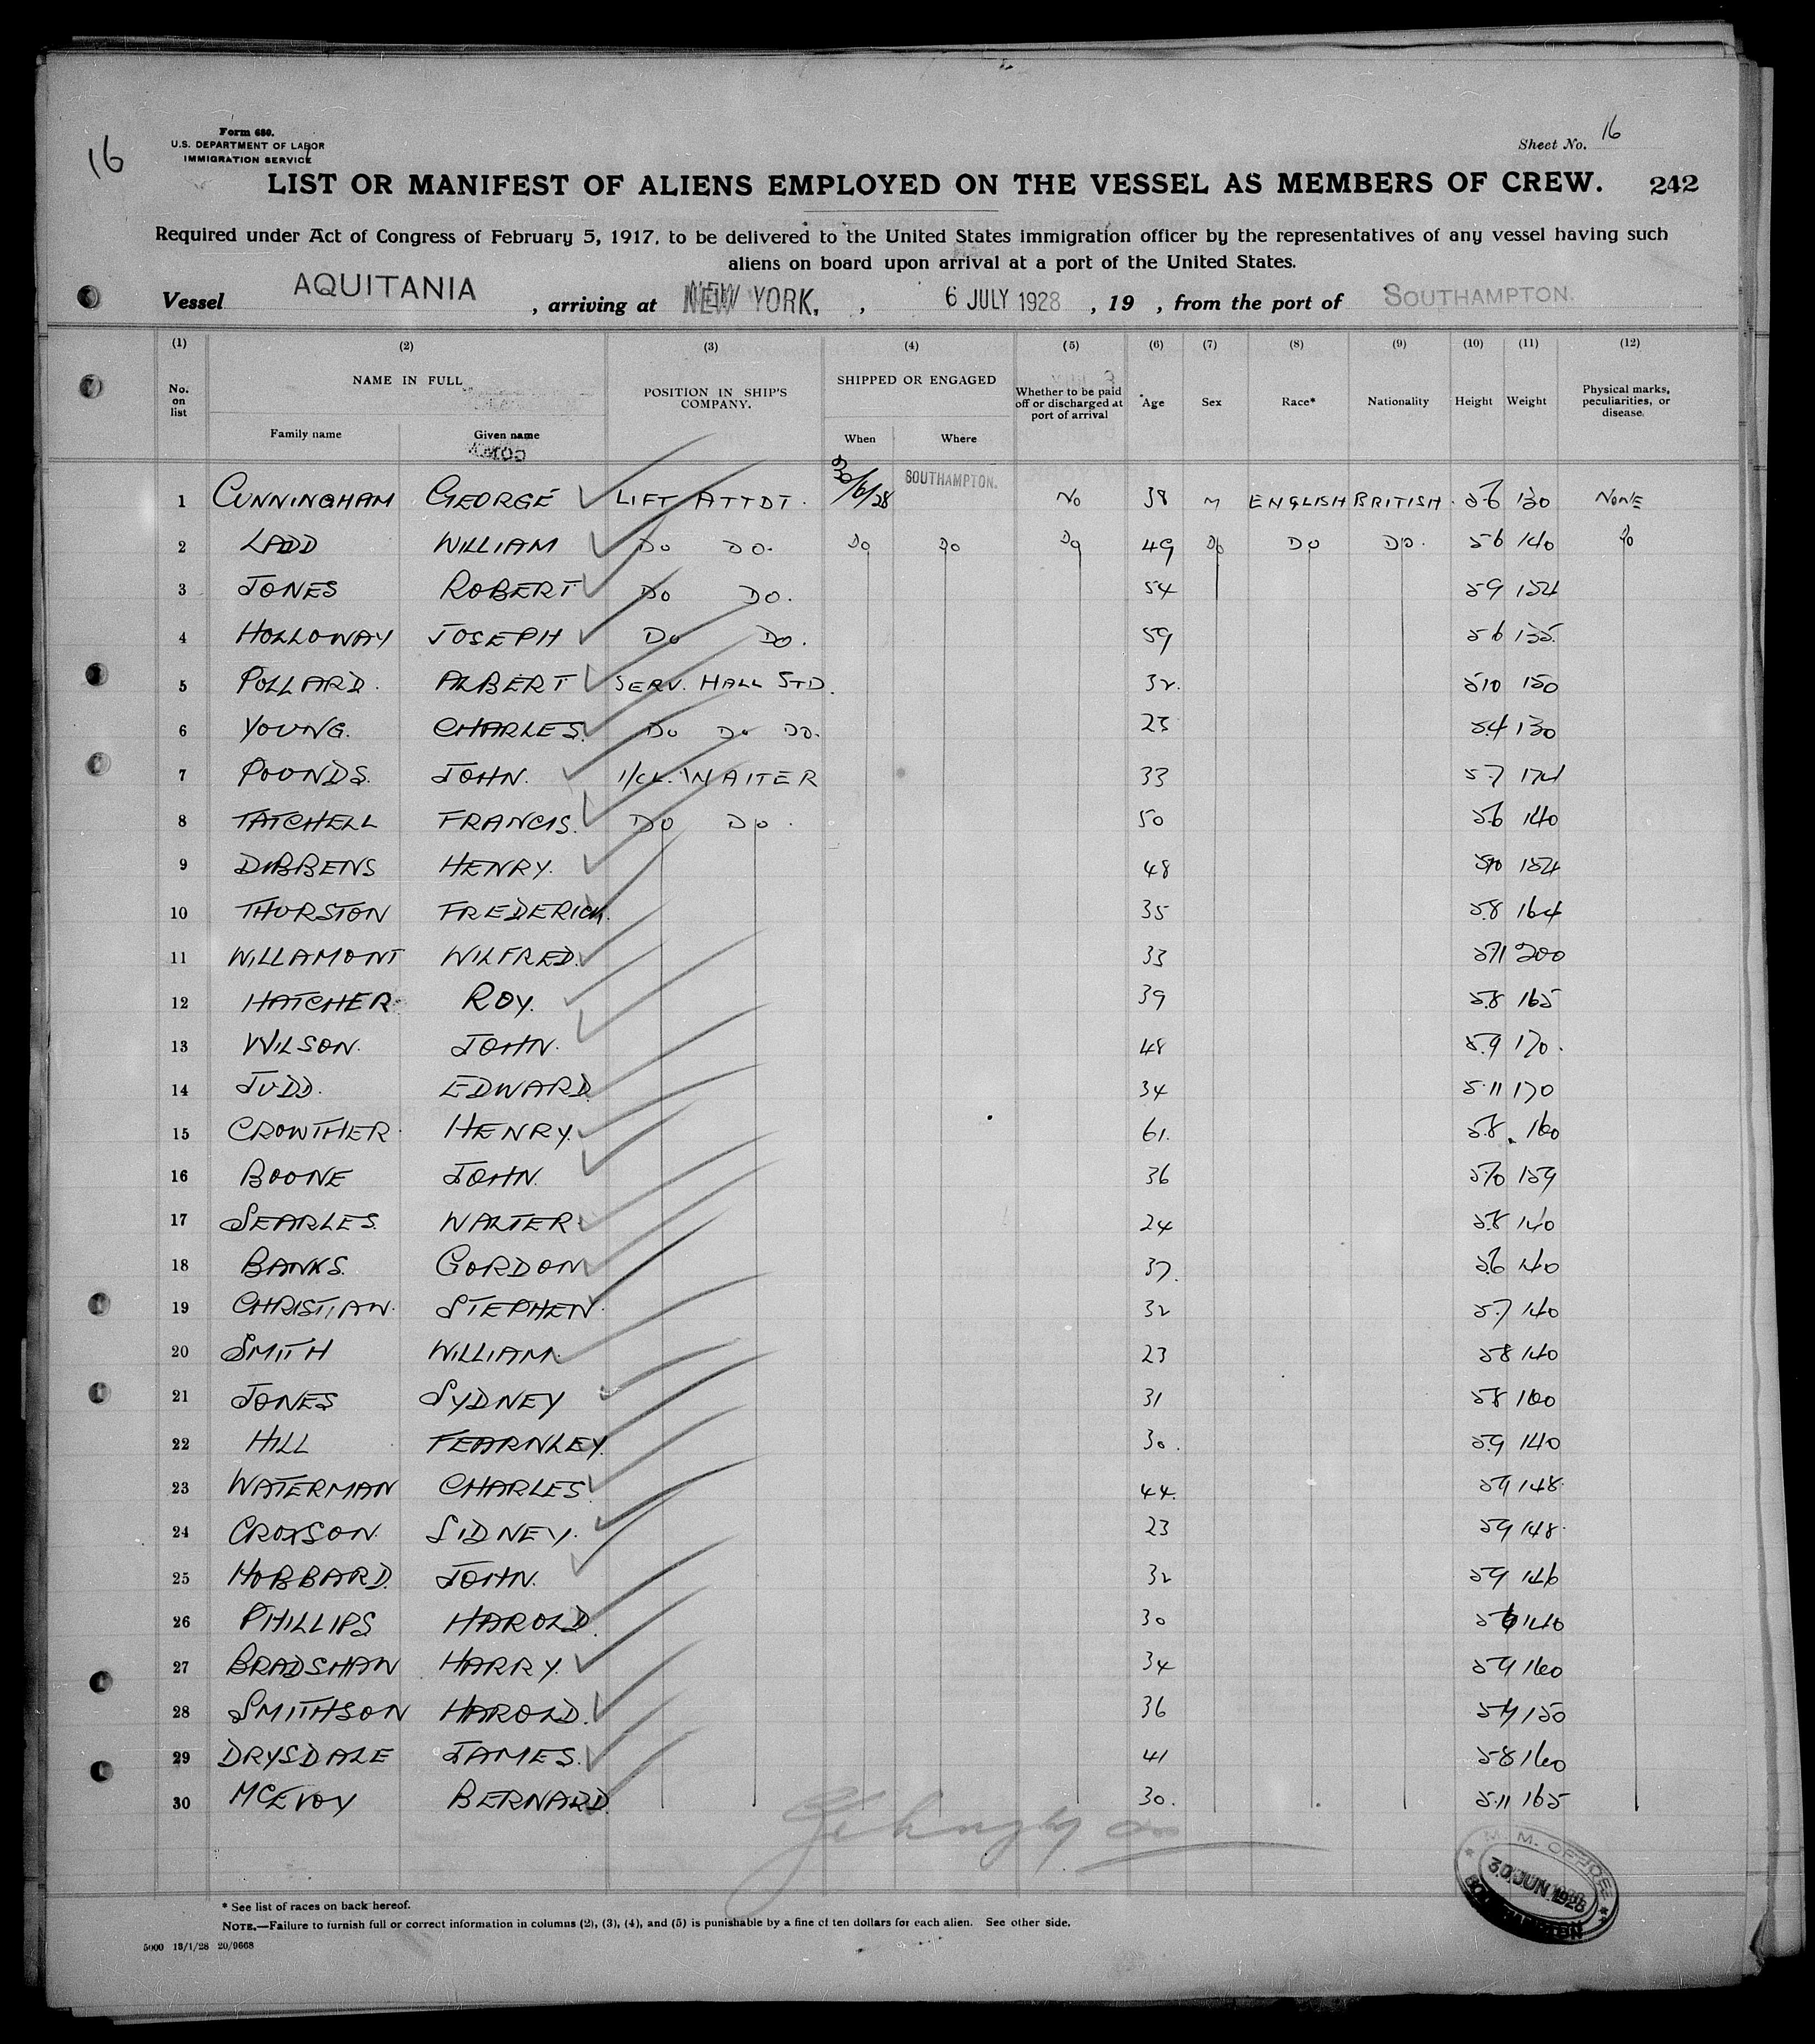 16
Form 680.
U.S. DEPARTMENT OF LABOR
IMMIGRATION SERVICE
Sheet No. 16
LIST OR MANIFEST OF ALIENS EMPLOYED ON THE VESSEL AS MEMBERS OF CREW. 242
Required under Act of Congress of February 5, 1917, to be delivered to the United States immigration officer by the representatives of any vessel having such
aliens on board upon arrival at a port of the United States.
Vessel AQUITANIA, arriving at NEW YORK, , 6 JULY 1928, 19 , from the port of SOUTHAMPTON.
(1) (2) (3) (4) (5) (6) (7) (8) (9) (10) (11) (12)
No. on list NAME IN FULL POSITION IN SHIP'S COMPANY. SHIPPED OR ENGAGED Whether to be paid off or discharged at port of arrival Age Sex Race* Nationality Height Weight Physical marks, peculiarities, or disease.
Family name Given name When Where
1 CUNNINGHAM GEORGE LIFT ATTDT. 30/6/28 SOUTHAMPTON. NO 38 M ENGLISH BRITISH. 5.6 130 NONE
2 LADD WILLIAM DO DO. DO DO DO 49 DO DO DO. 5.6 140 DO
3 JONES ROBERT DO DO. 54 5.9 154
4 HOLLOWAY JOSEPH DO DO. 59 5.6 135.
5 POLLARD. ALBERT SERV. HALL STD. 32. 5.10 150
6 YOUNG. CHARLES. DO DO DO. 23 5.4 130
7 POUNDS. JOHN. 1/CL. WAITER 33 5.7 174
8 TATCHELL FRANCIS. DO DO. 50 5.6 140
9 DIBBENS HENRY. 48 5.10 154
10 THURSTON FREDERICK. 35 5.8 164
11 WILLAMONT WILFRED. 33 5.11 200
12 HATCHER. ROY. 39 5.8 165
13 WILSON. JOHN. 48 5.9 170.
14 JUDD. EDWARD. 34 5.11 170
15 CROWTHER. HENRY. 61. 5.8. 160
16 BOONE JOHN. 36 5.10 159
17 SEARLES. WALTER. 24 5.8 140
18 BANKS. GORDON 37. 5.6 140
19 CHRISTIAN. STEPHEN. 32 5.7 140
20 SMITH WILLIAM. 23 5.8 140
21 JONES SYDNEY 31 5.8 160
22 HILL FEARNLEY. 30. 5.9 140
23 WATERMAN CHARLES. 44. 5.9 148.
24 CROXSON. SIDNEY. 23 5.9 148.
25 HOBBARD. JOHN. 32 5.9 146
26 PHILLIPS HAROLD. 30 140
27 BRADSHAW HARRY. 34 5.9 160
28 SMITHSON HAROLD. 36 150
29 DRYSDALE JAMES. 41 5.8 160
30 McEVOY BERNARD. 30. 5.11 165
M. M. OFFICE
30 JUN 1928
SOUTHAMPTON
* See list of races on back hereof.
NOTE.—Failure to furnish full or correct information in columns (2), (3), (4), and (5) is punishable by a fine of ten dollars for each alien. See other side.
5000 13/1/28 20/9668